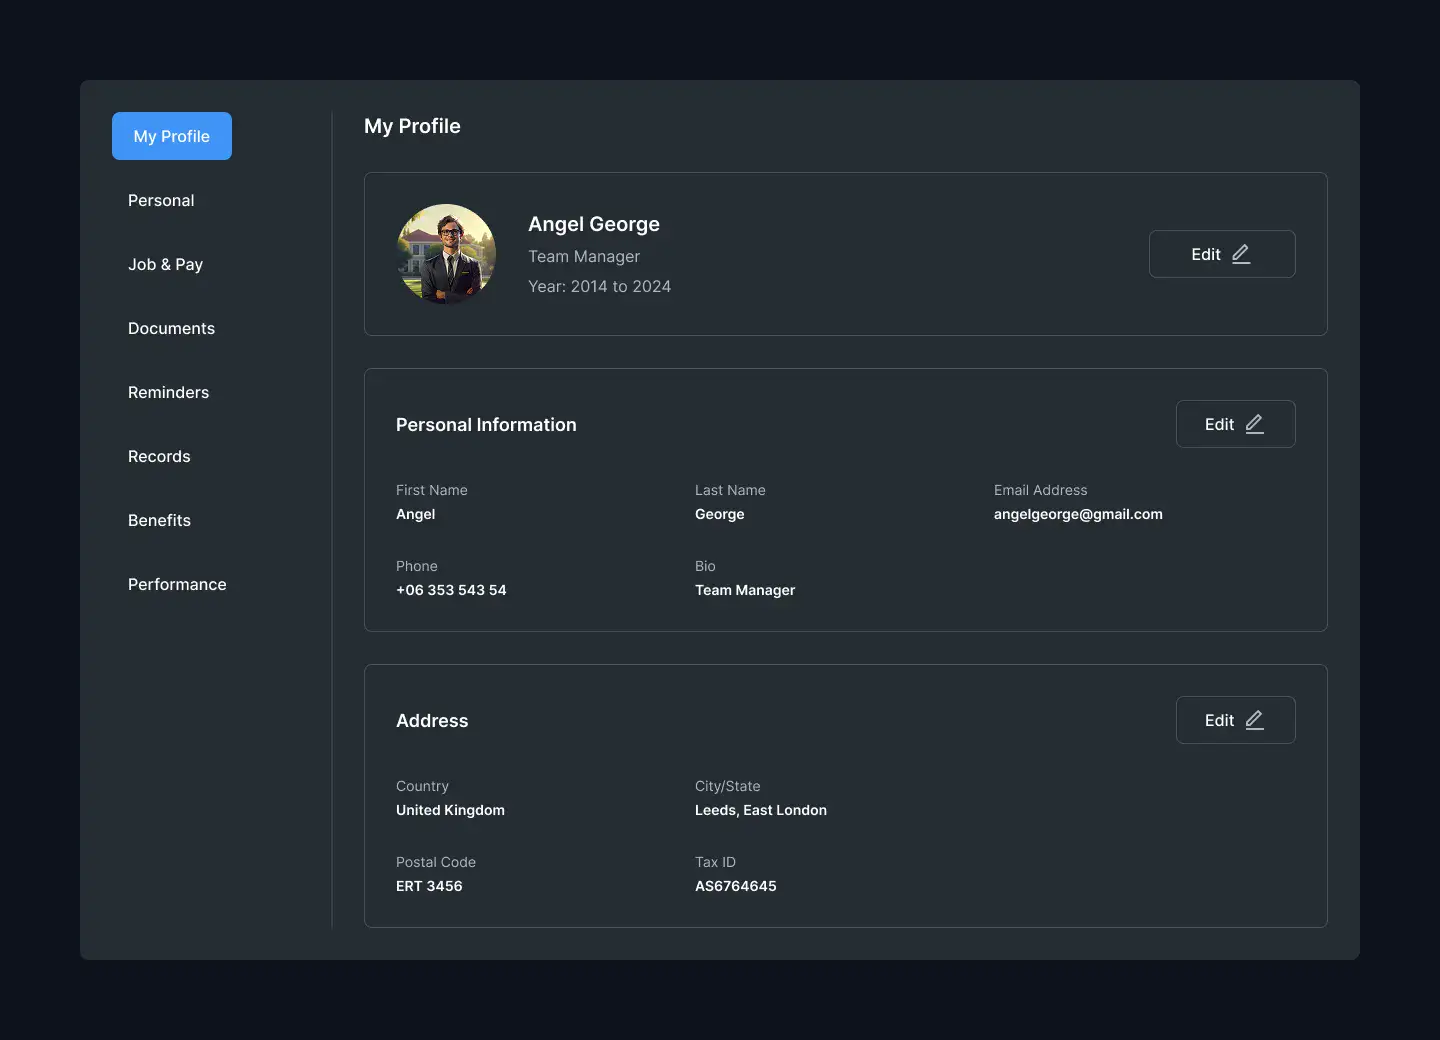 My Profile
Personal
Job & Pay
Documents
Reminders
Records
Benefits
Performance
My Profile
Angel George
Team Manager
Year: 2014 to 2024
Edit
Personal Information
Edit
First Name
Angel
Last Name
George
Email Address
angelgeorge@gmail.com
Phone
+06 353 543 54
Bio
Team Manager
Address
Edit
Country
United Kingdom
City/State
Leeds, East London
Postal Code
ERT 3456
Tax ID
AS6764645